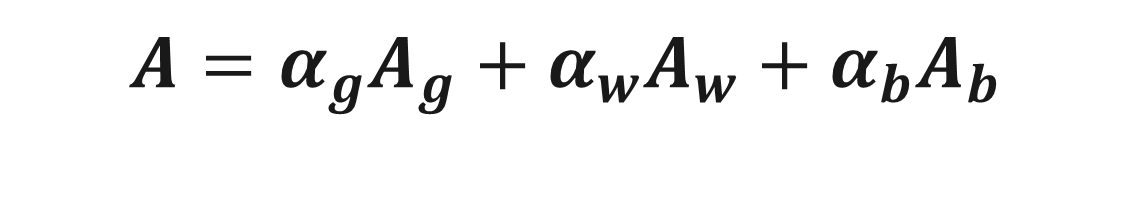 A = α_g A_g + α_w A_w + α_b A_b